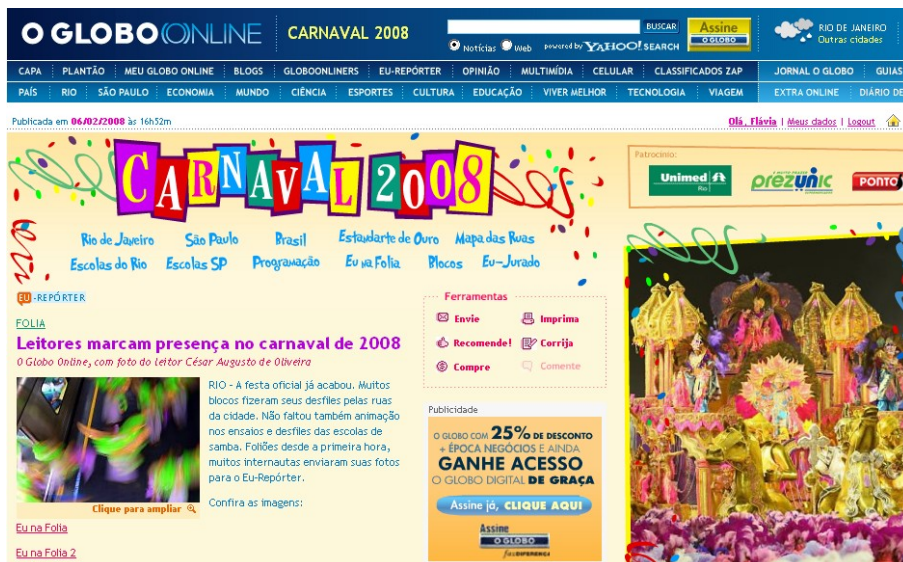 O GLOBO ONLINE
CARNAVAL 2008
BUSCAR
Notícias Web powered by YAHOO! SEARCH
Assine
O GLOBO
RIO DE JANEIRO
Outras cidades
CAPA PLANTÃO MEU GLOBO ONLINE BLOGS GLOBOONLINERS EU-REPÓRTER OPINIÃO MULTIMÍDIA CELULAR CLASSIFICADOS ZAP JORNAL O GLOBO GUIAS
PAÍS RIO SÃO PAULO ECONOMIA MUNDO CIÊNCIA ESPORTES CULTURA EDUCAÇÃO VIVER MELHOR TECNOLOGIA VIAGEM EXTRA ONLINE DIÁRIO DE
Publicada em 06/02/2008 às 16h52m
Olá, Flávia | Meus dados | Logout
CARNAVAL 2008
Patrocínio:
Unimed
Rio
prezunic
PONTO
Rio de Janeiro São Paulo Brasil Estandarte de Ouro Mapa das Ruas
Escolas do Rio Escolas SP Programação Eu na Folia Blocos Eu-Jurado
EU-REPÓRTER
FOLIA
Leitores marcam presença no carnaval de 2008
O Globo Online, com foto do leitor César Augusto de Oliveira
RIO - A festa oficial já acabou. Muitos
blocos fizeram seus desfiles pelas ruas
da cidade. Não faltou também animação
nos ensaios e desfiles das escolas de
samba. Foliões desde a primeira hora,
muitos internautas enviaram suas fotos
para o Eu-Repórter.
Confira as imagens:
Clique para ampliar
Eu na Folia
Eu na Folia 2
Ferramentas
Envie Imprima
Recomende! Corrija
Compre Comente
Publicidade
O GLOBO COM 25% DE DESCONTO
+ ÉPOCA NEGÓCIOS E AINDA
GANHE ACESSO
O GLOBO DIGITAL DE GRAÇA
Assine já, CLIQUE AQUI
Assine
O GLOBO
faz DIFERENÇA